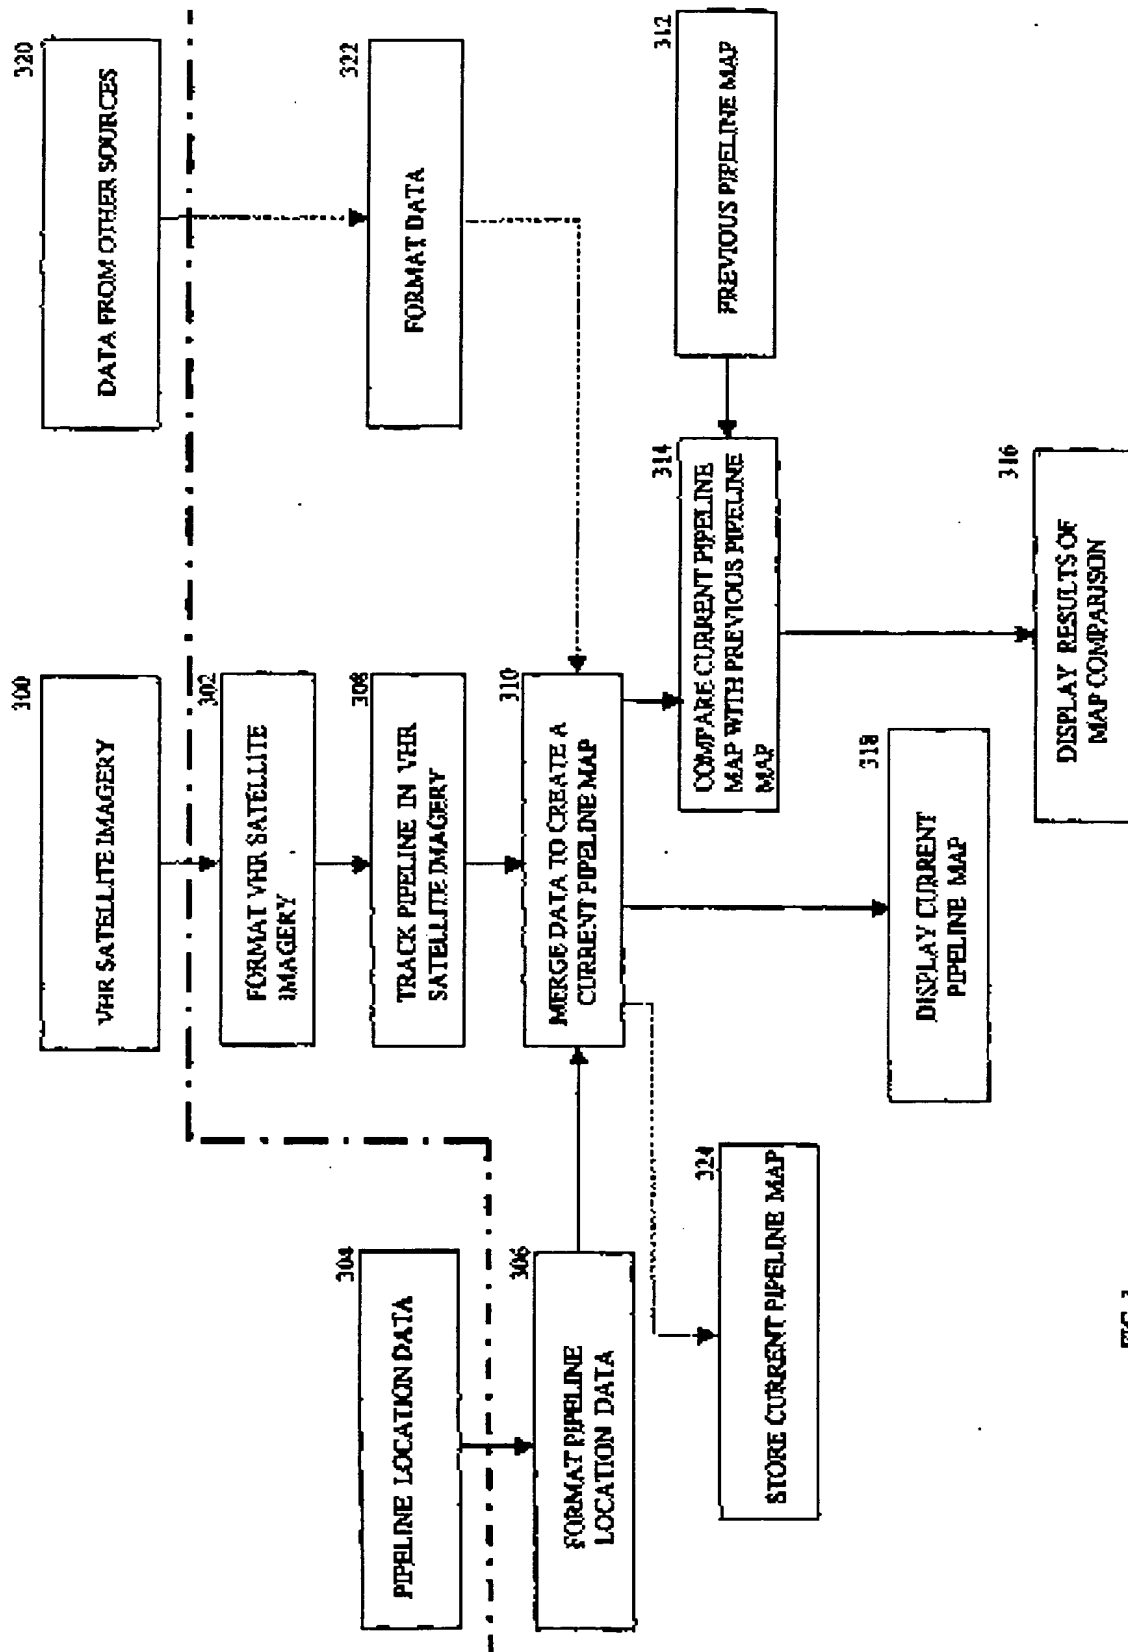 300
VHR SATELLITE IMAGERY
320
DATA FROM OTHER SOURCES
302
FORMAT VHR SATELLITE
IMAGERY
304
PIPELINE LOCATION DATA
308
TRACK PIPELINE IN VHR
SATELLITE IMAGERY
322
FORMAT DATA
306
FORMAT PIPELINE
LOCATION DATA
310
MERGE DATA TO CREATE A
CURRENT PIPELINE MAP
312
PREVIOUS PIPELINE MAP
314
COMPARE CURRENT PIPELINE
MAP WITH PREVIOUS PIPELINE
MAP
324
STORE CURRENT PIPELINE MAP
318
DISPLAY CURRENT
PIPELINE MAP
316
DISPLAY RESULTS OF
MAP COMPARISON